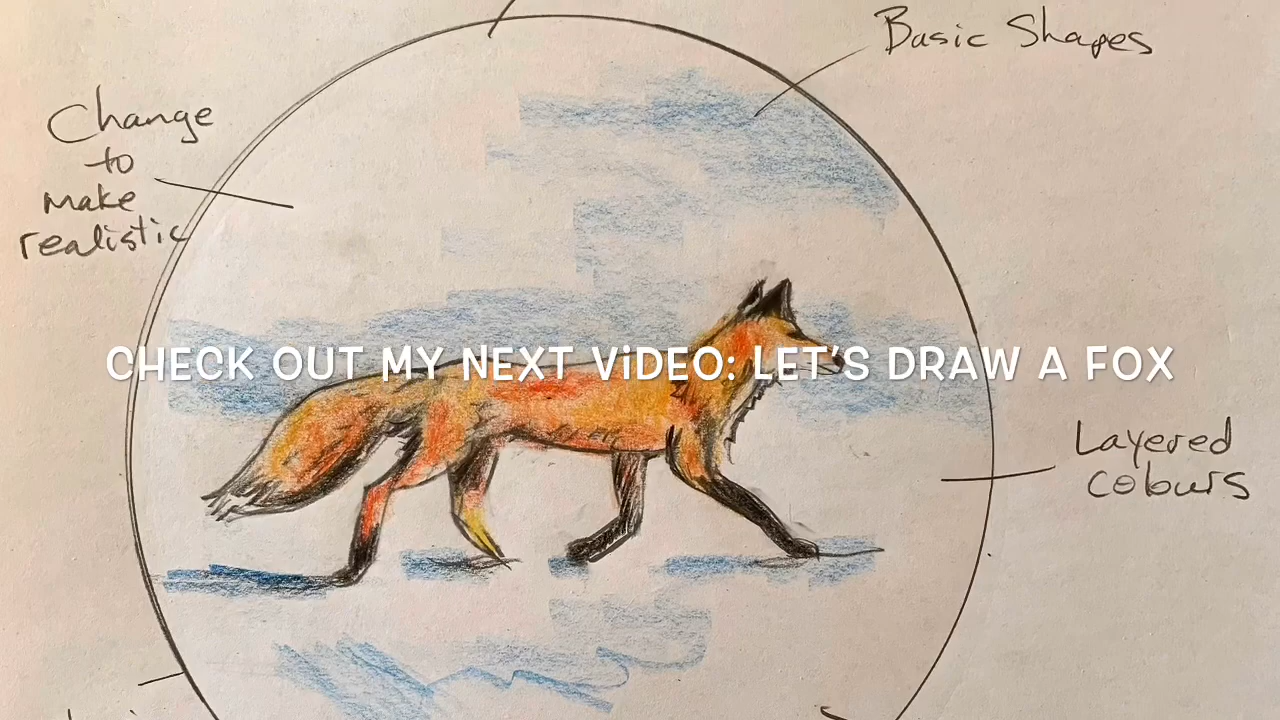 Basic Shapes
Change
to
make
realistic
CHECK OUT MY NEXT VIDEO: LET'S DRAW A FOX
Layered
colours